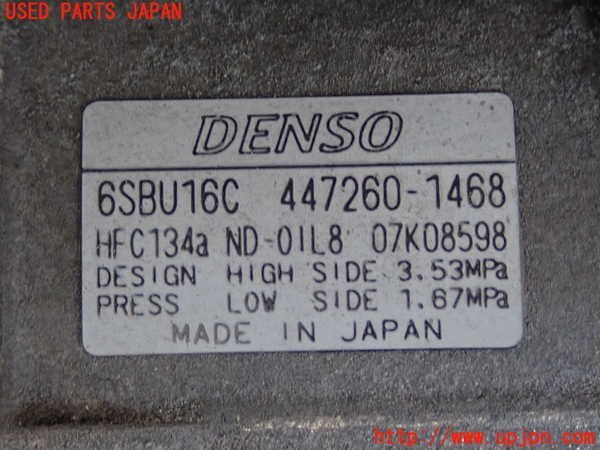 USED PARTS JAPAN
DENSO
6SBU16C 447260-1468
HFC134a ND-OIL8 07K08598
DESIGN HIGH SIDE 3.53MPa
PRESS LOW SIDE 1.67MPa
MADE IN JAPAN
http://www.upjpn.com/